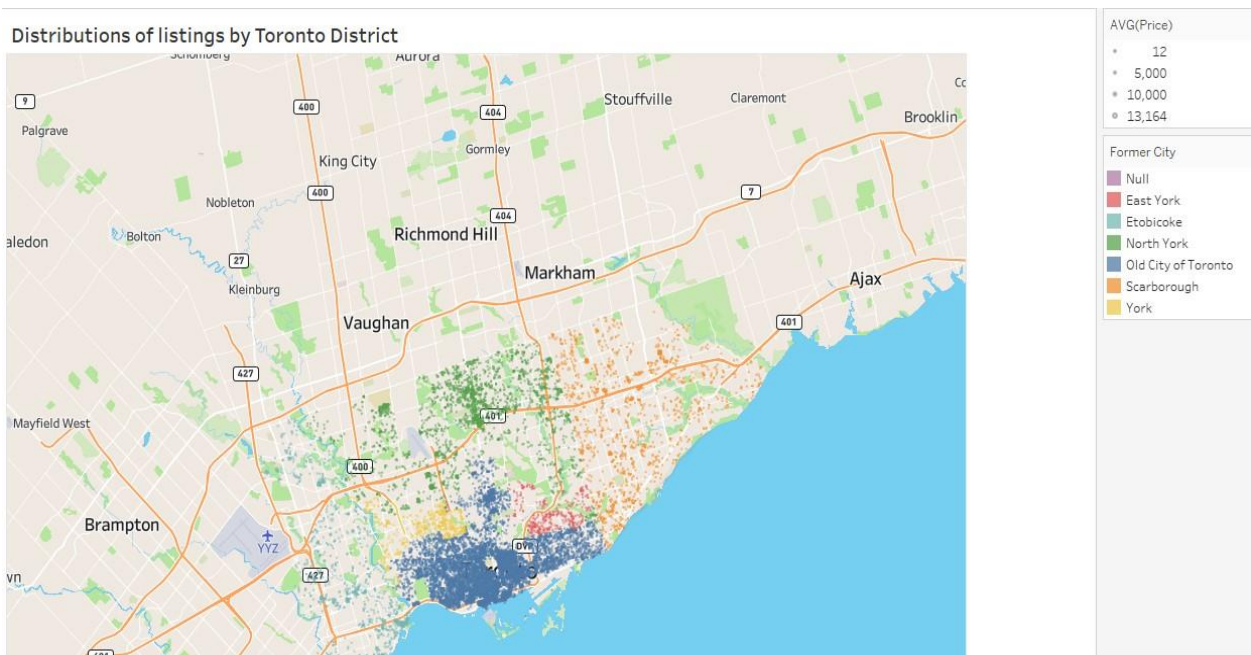 Distributions of listings by Toronto District
Schomberg
Aurora
9
400
404
Stouffville
Claremont
Palgrave
Brooklin
King City
Gormley
400
7
Nobleton
404
Bolton
Richmond Hill
aledon
27
Markham
Ajax
Kleinburg
Vaughan
401
427
401
Mayfield West
400
Brampton
YYZ
DVP
427
AVG(Price)
12
5,000
10,000
13,164
Former City
Null
East York
Etobicoke
North York
Old City of Toronto
Scarborough
York